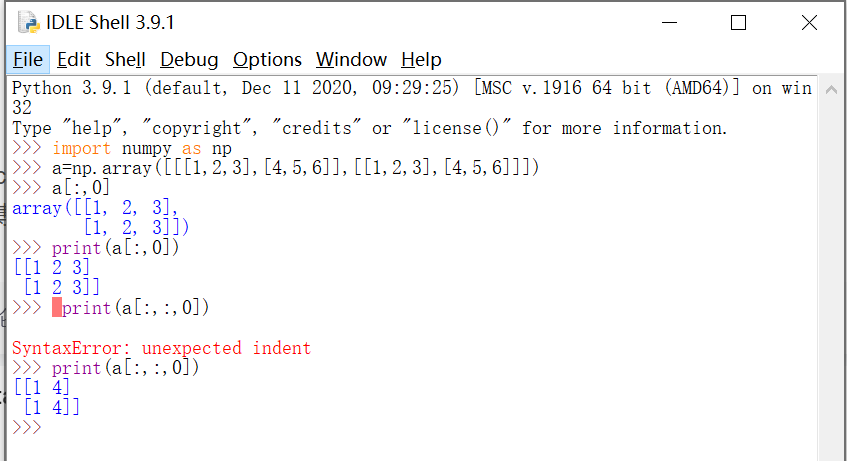 IDLE Shell 3.9.1
File Edit Shell Debug Options Window Help
Python 3.9.1 (default, Dec 11 2020, 09:29:25) [MSC v.1916 64 bit (AMD64)] on win
32
Type "help", "copyright", "credits" or "license()" for more information.
>>> import numpy as np
>>> a=np.array([[[1,2,3],[4,5,6]],[[1,2,3],[4,5,6]]])
>>> a[:,0]
array([[1, 2, 3],
       [1, 2, 3]])
>>> print(a[:,0])
[[1 2 3]
 [1 2 3]]
>>>  print(a[:,:,0])
SyntaxError: unexpected indent
>>> print(a[:,:,0])
[[1 4]
 [1 4]]
>>>